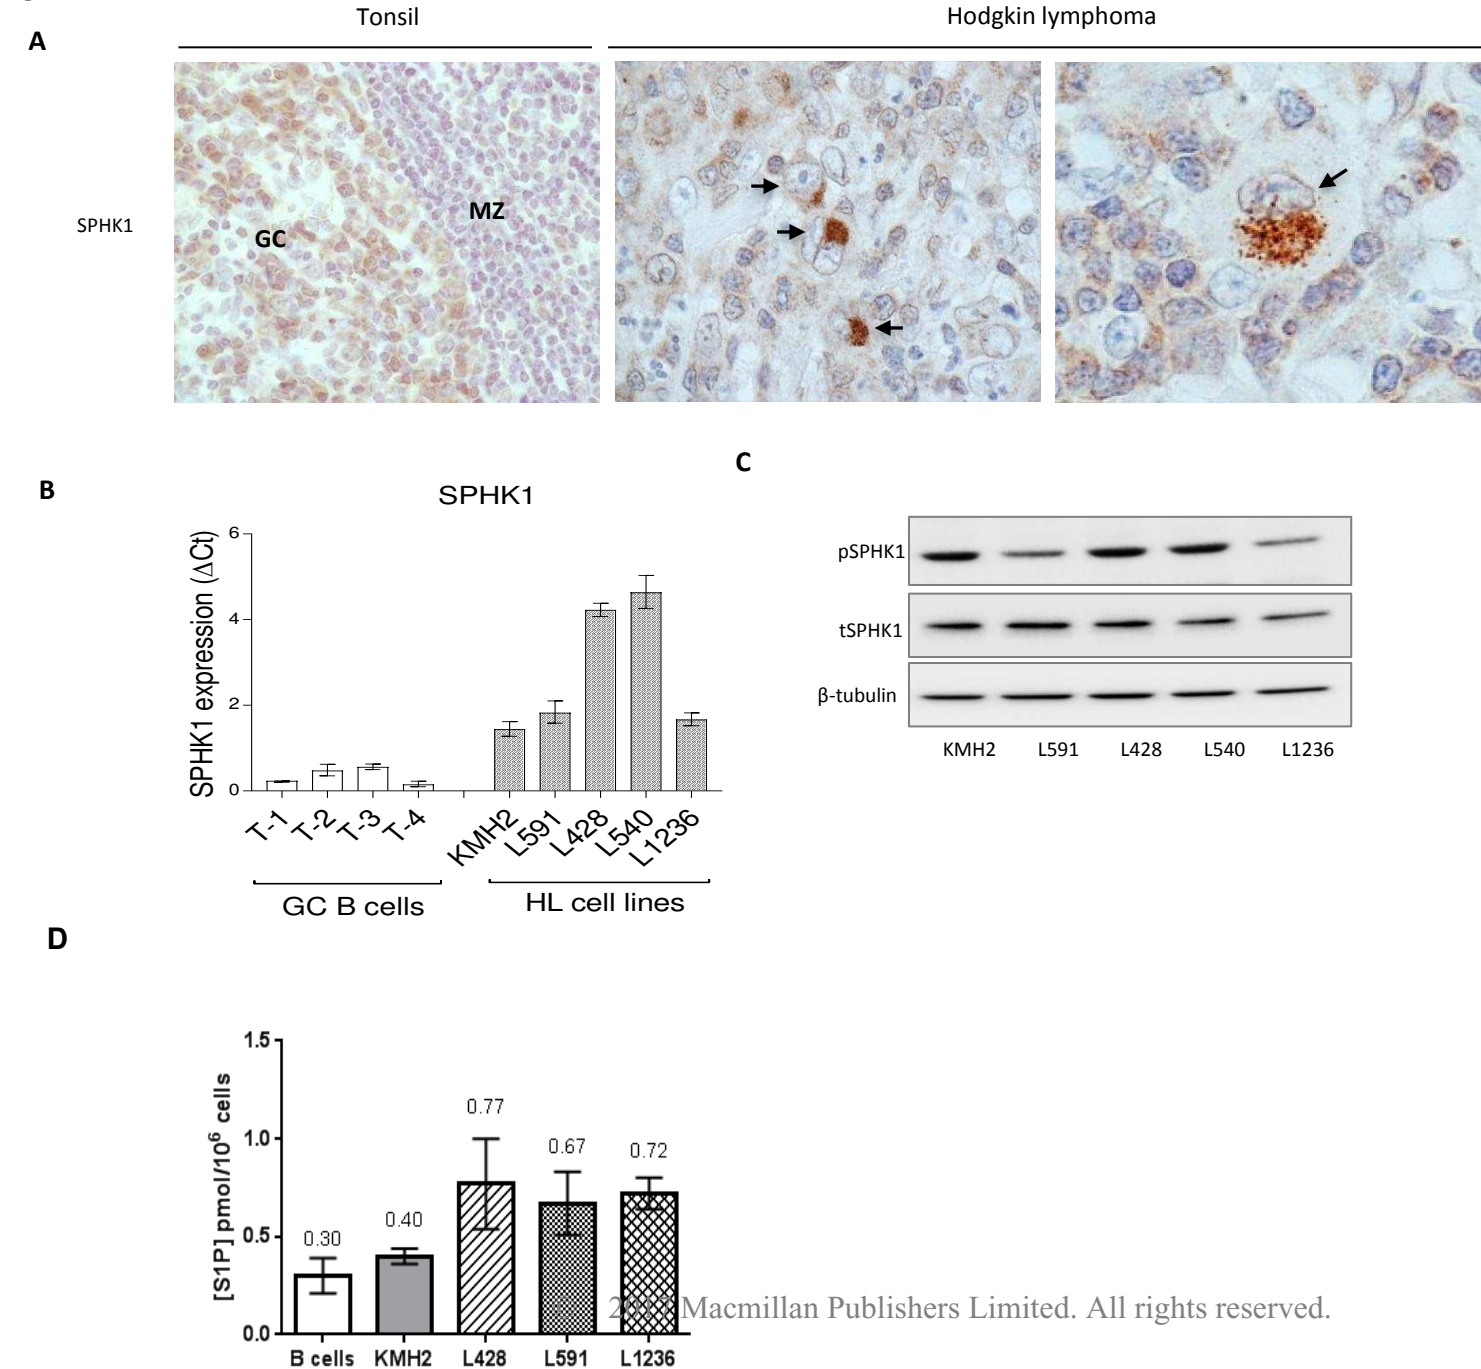 Tonsil
Hodgkin lymphoma
A
SPHK1
GC
MZ
B
SPHK1
SPHK1 expression (ΔCt)
6
4
2
0
T-1
T-2
T-3
T-4
KMH2
L591
L428
L540
L1236
GC B cells
HL cell lines
C
pSPHK1
tSPHK1
β-tubulin
KMH2 L591 L428 L540 L1236
D
[S1P] pmol/10⁶ cells
1.5
1.0
0.5
0.0
0.30
0.40
0.77
0.67
0.72
B cells KMH2 L428 L591 L1236
Macmillan Publishers Limited. All rights reserved.